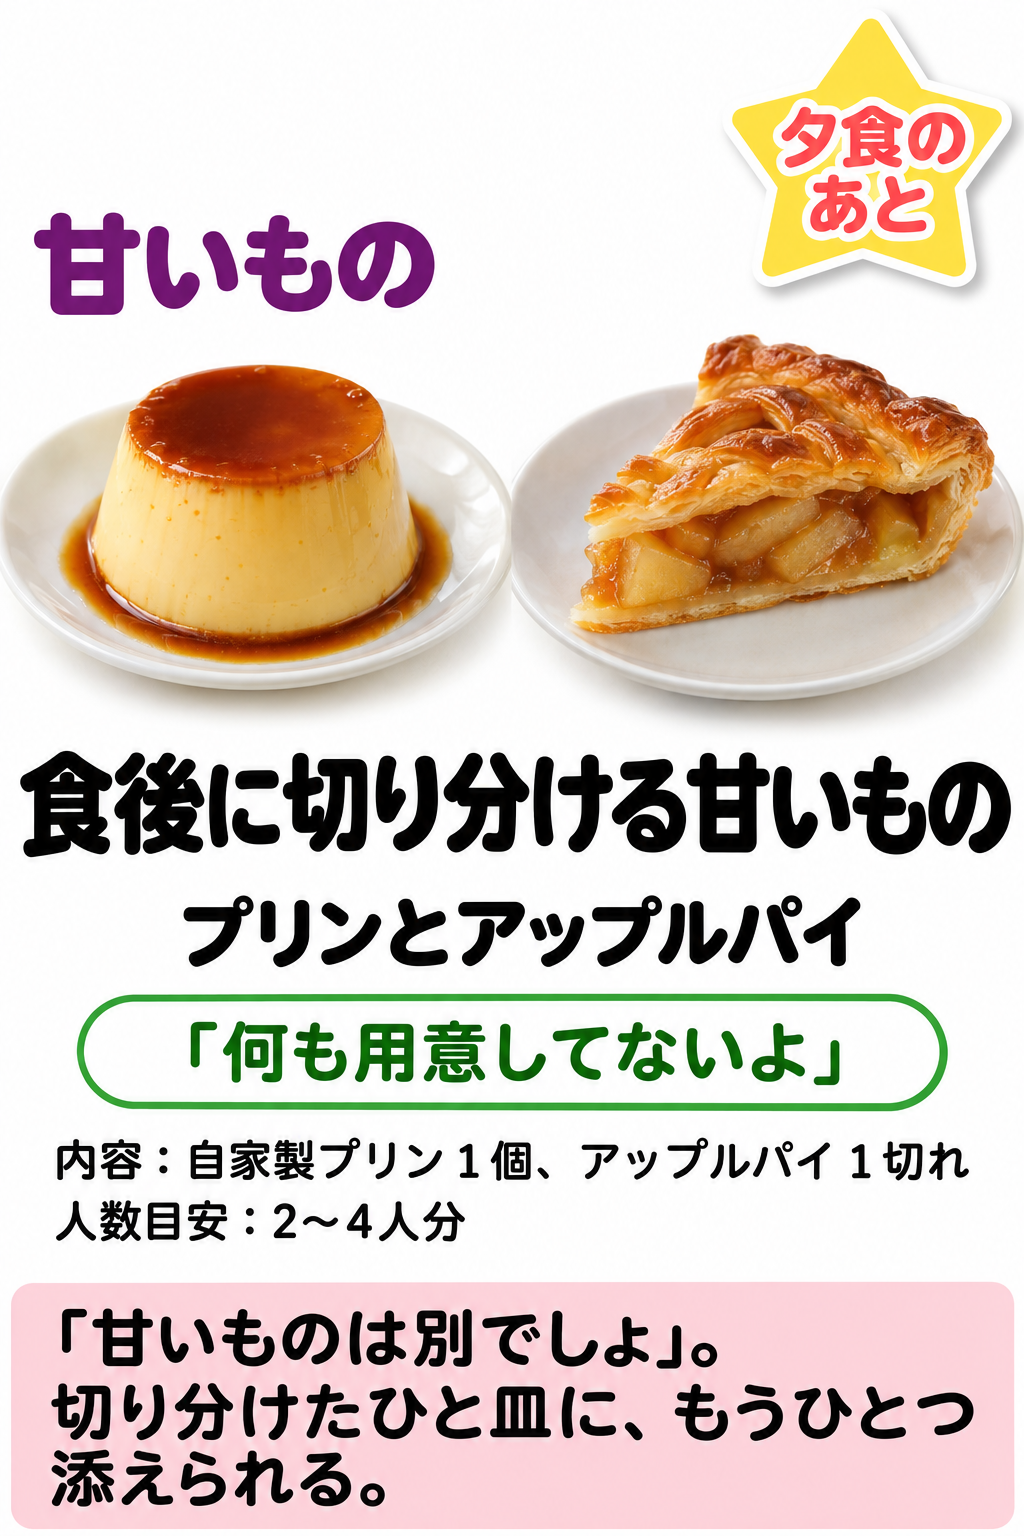 夕食の
あと
甘いもの
食後に切り分ける甘いもの
プリンとアップルパイ
「何も用意してないよ」
内容：自家製プリン1個、アップルパイ1切れ
人数目安：2〜4人分
「甘いものは別でしょ」。
切り分けたひと皿に、もうひとつ
添えられる。